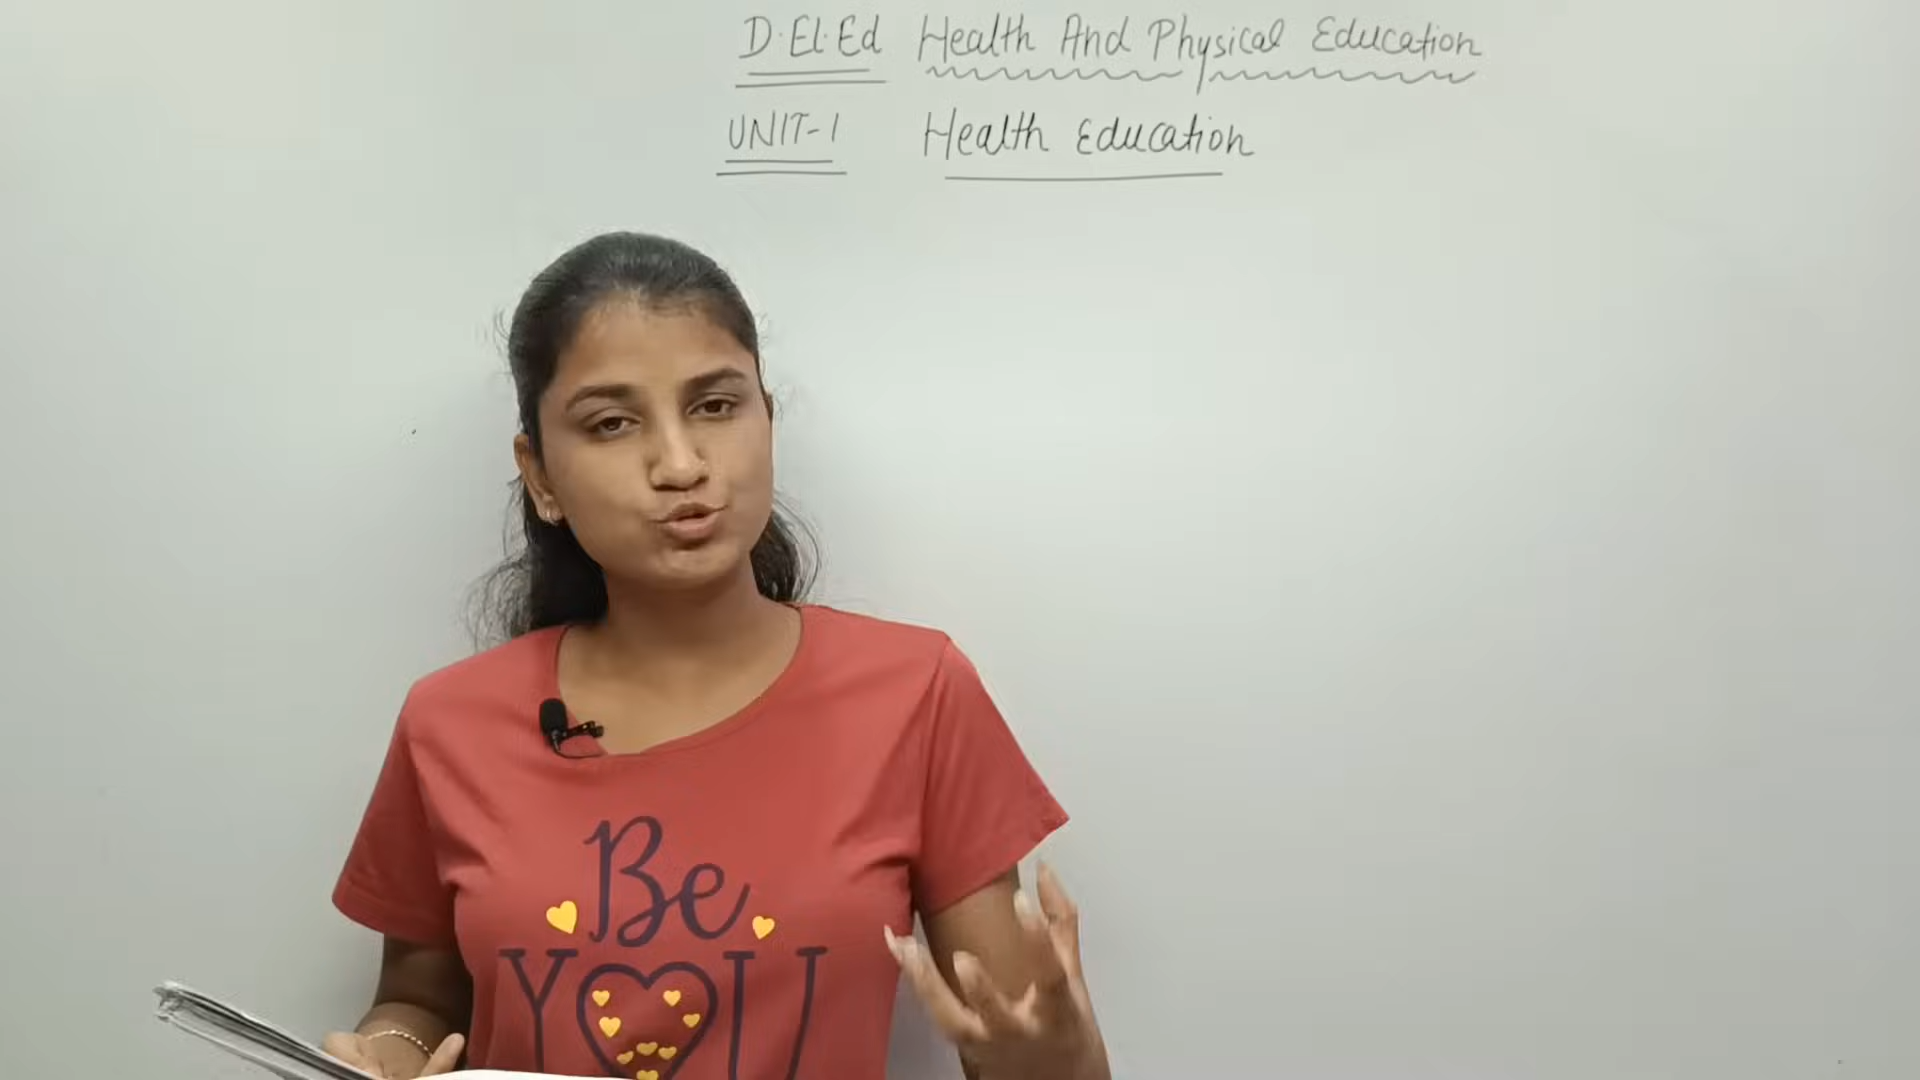 D.El.Ed Health And Physical Education
UNIT-1 Health Education
Be
YOU